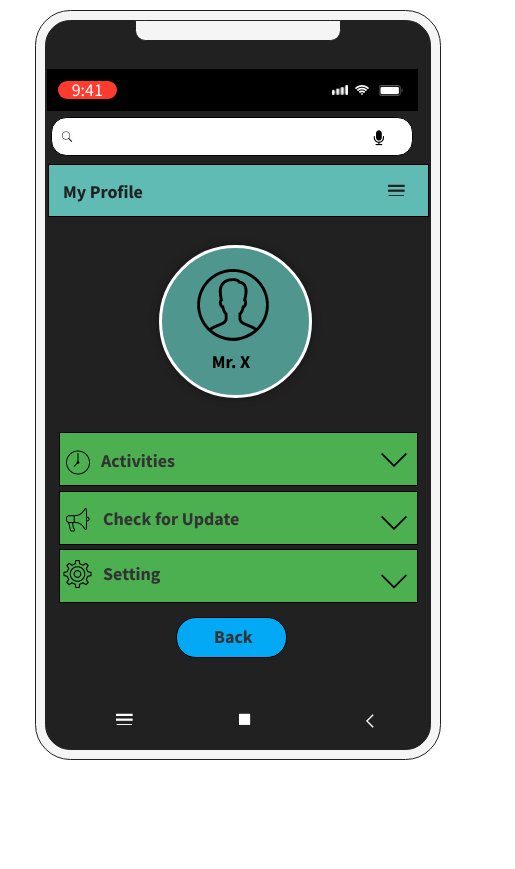 9:41
My Profile
Mr. X
Activities
Check for Update
Setting
Back